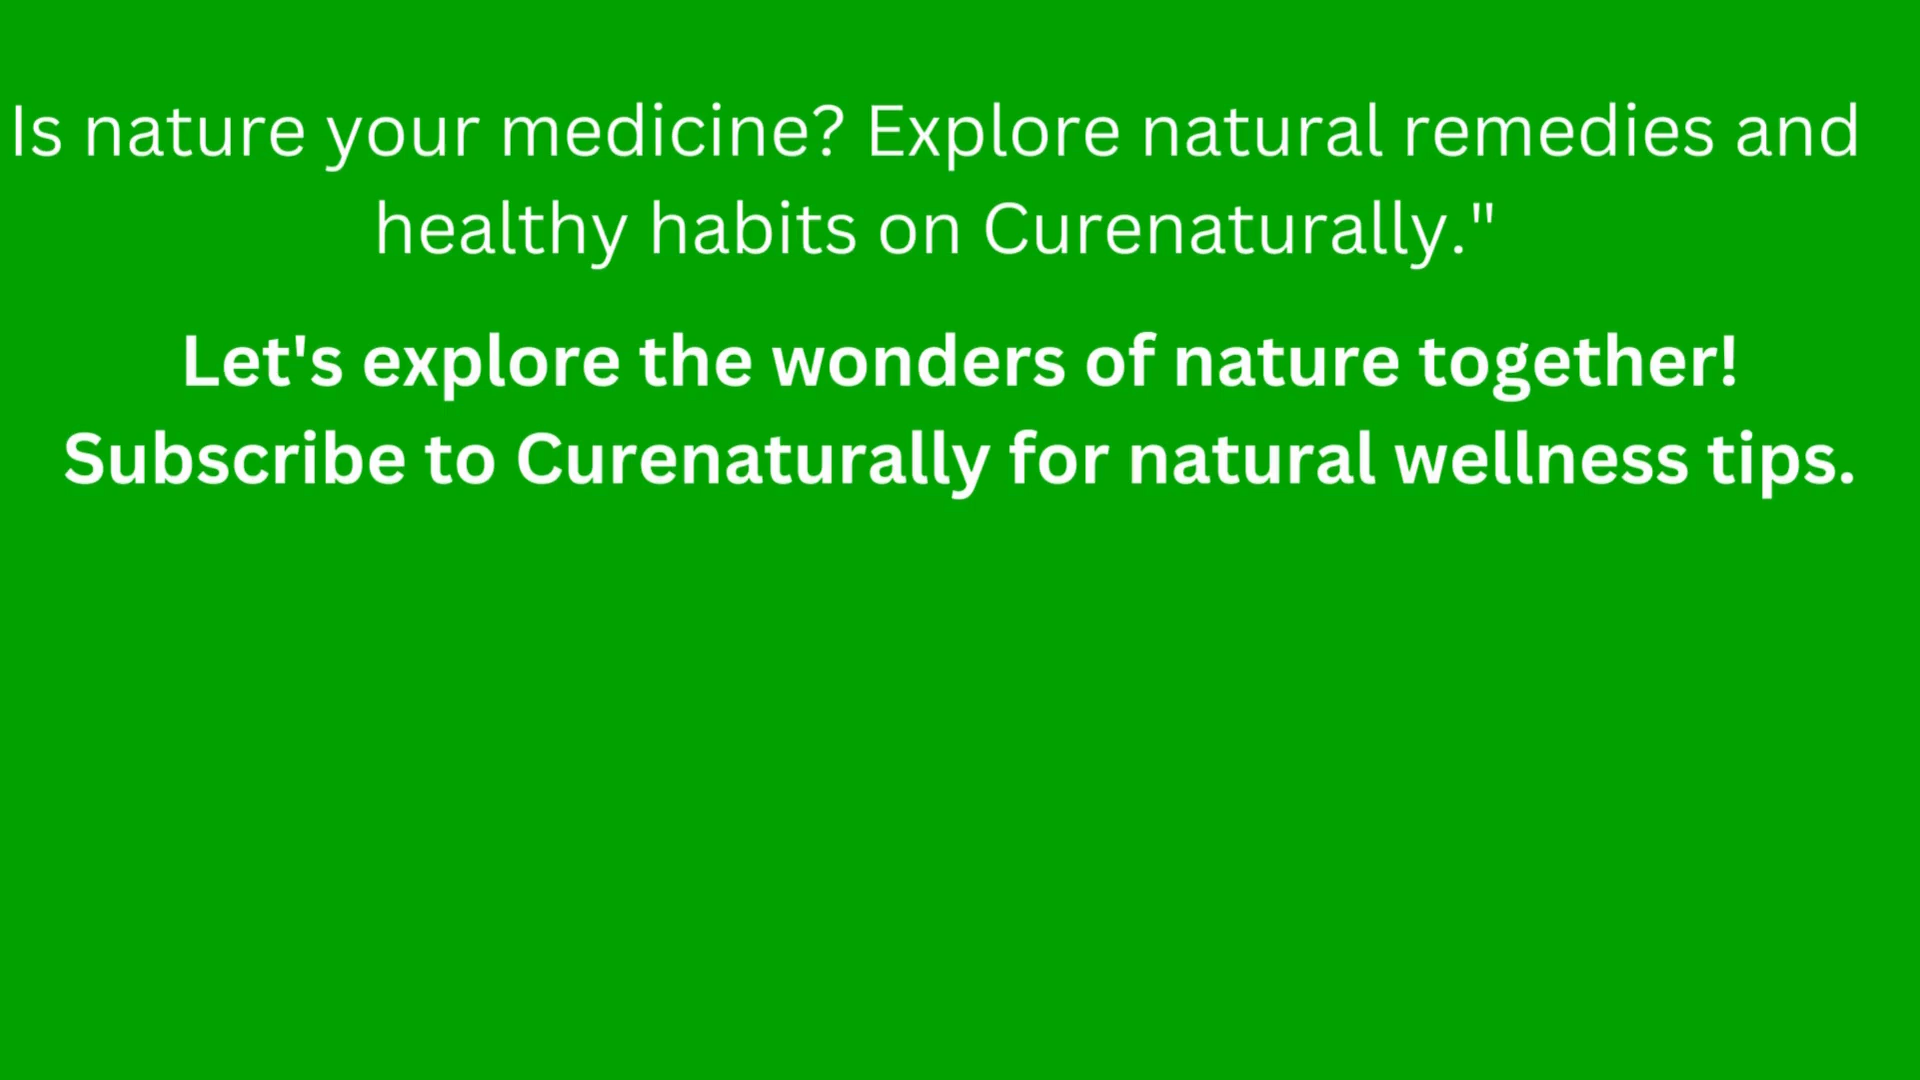 Is nature your medicine? Explore natural remedies and
healthy habits on Curenaturally."
Let's explore the wonders of nature together!
Subscribe to Curenaturally for natural wellness tips.